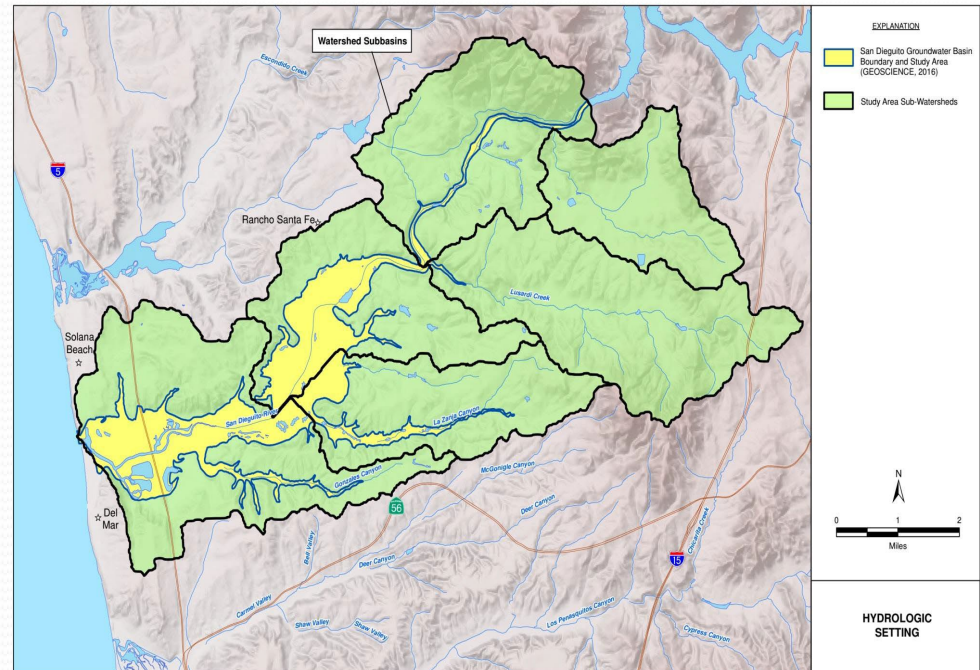 Watershed Subbasins
Escondido Creek
5
Rancho Santa Fe
Lusardi Creek
Solana
Beach
San Dieguito River
La Zanja Canyon
Gonzales Canyon
McGonigle Canyon
Del
Mar
56
Deer Canyon
Bell Valley
Deer Canyon
Chicarita Creek
15
Carmel Valley
Shaw Valley
Shaw Valley
Los Penasquitos Canyon
Cypress Canyon
EXPLANATION
San Dieguito Groundwater Basin
Boundary and Study Area
(GEOSCIENCE, 2016)
Study Area Sub-Watersheds
N
0 1 2
Miles
HYDROLOGIC
SETTING